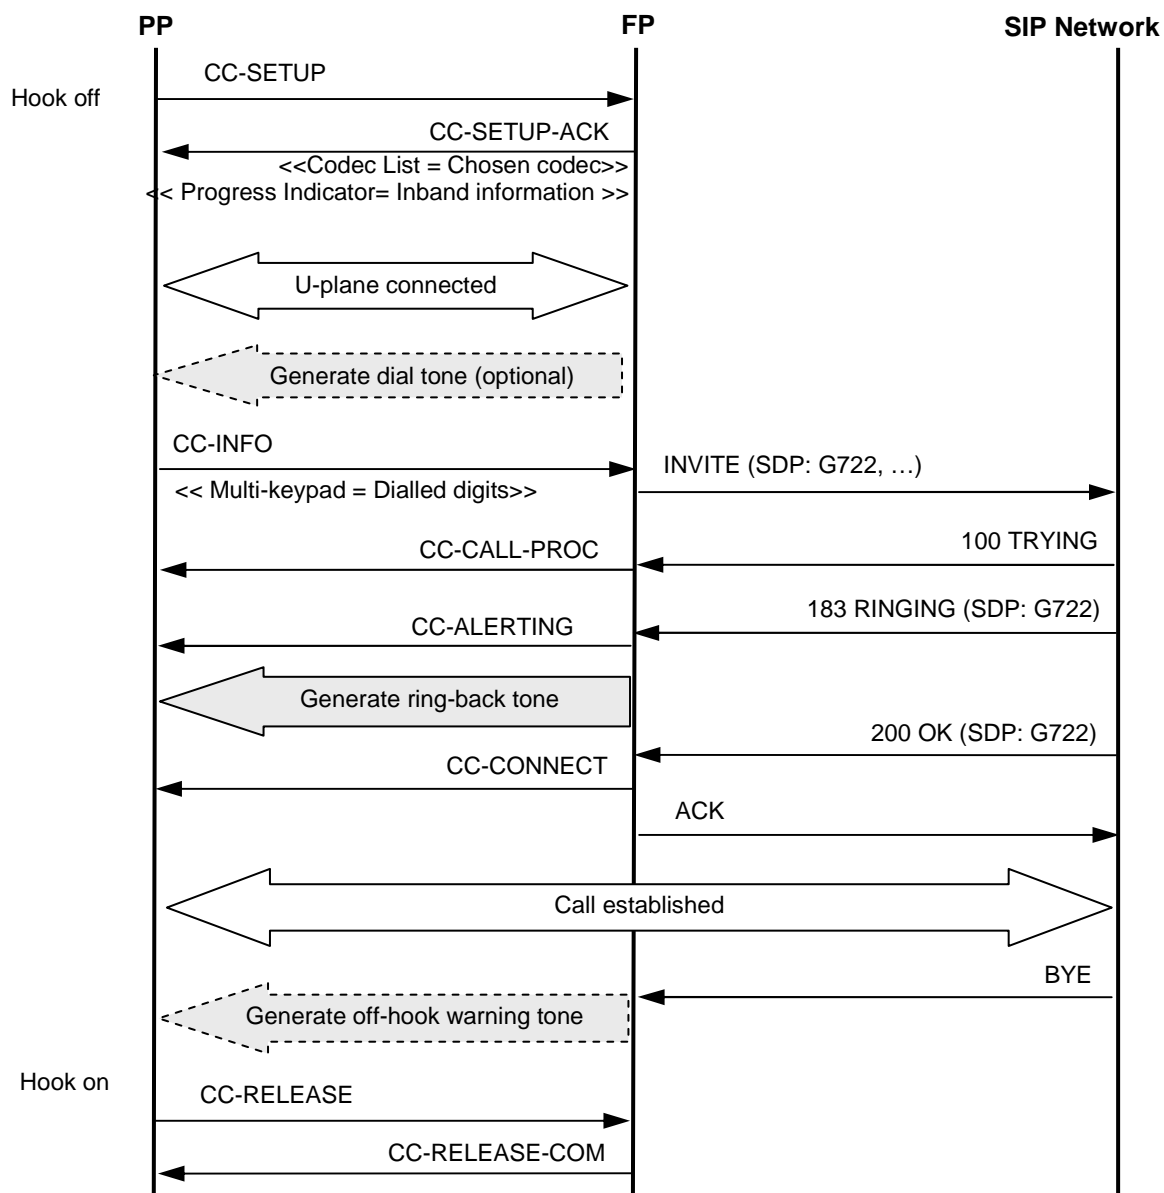 PP FP SIP Network
CC-SETUP
Hook off
CC-SETUP-ACK
<<Codec List = Chosen codec>>
<< Progress Indicator= Inband information >>
U-plane connected
Generate dial tone (optional)
CC-INFO
INVITE (SDP: G722, …)
<< Multi-keypad = Dialled digits>>
100 TRYING
CC-CALL-PROC
183 RINGING (SDP: G722)
CC-ALERTING
Generate ring-back tone
200 OK (SDP: G722)
CC-CONNECT
ACK
Call established
BYE
Generate off-hook warning tone
Hook on
CC-RELEASE
CC-RELEASE-COM